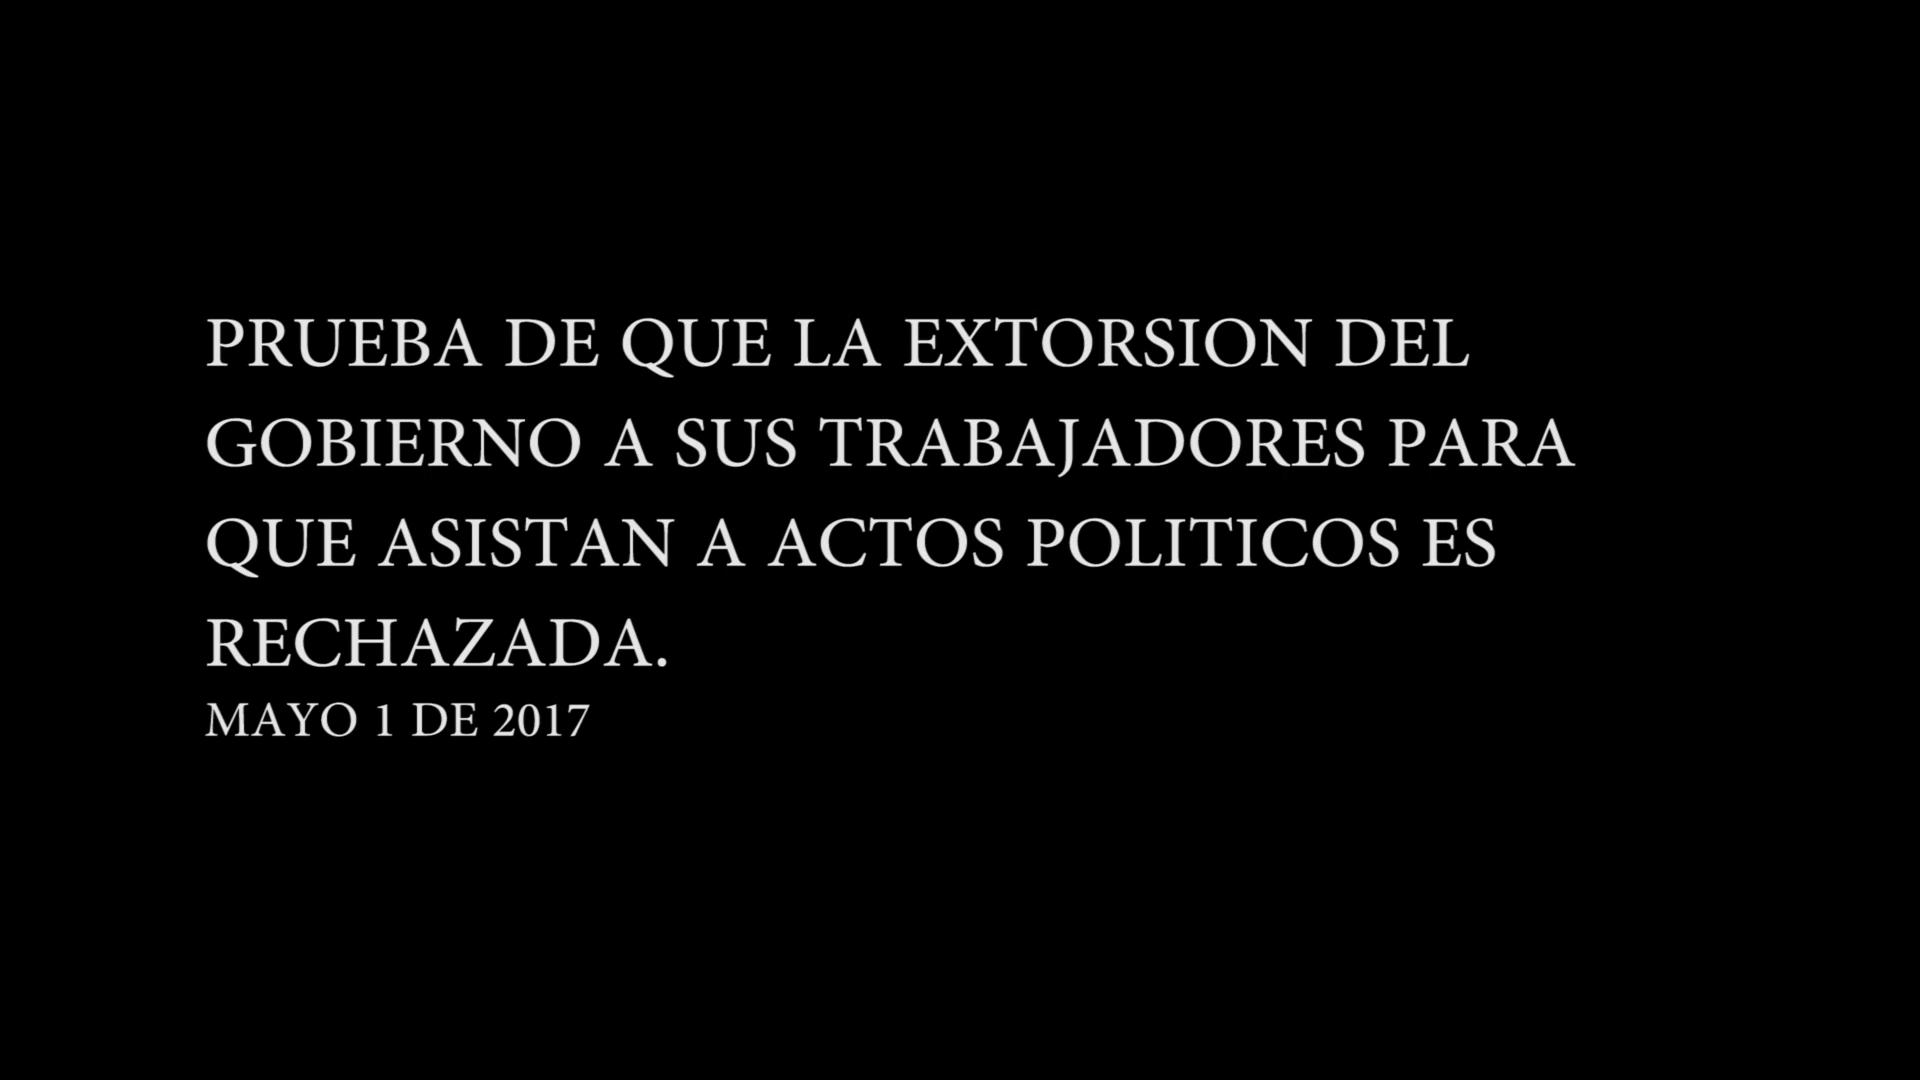 PRUEBA DE QUE LA EXTORSION DEL
GOBIERNO A SUS TRABAJADORES PARA
QUE ASISTAN A ACTOS POLITICOS ES
RECHAZADA.
MAYO 1 DE 2017